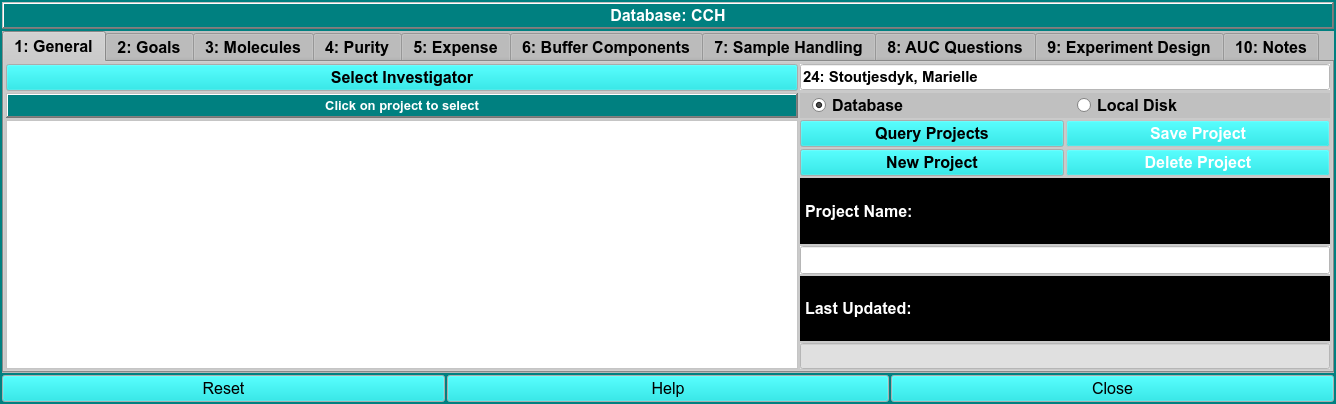 Database: CCH
1: General 2: Goals 3: Molecules 4: Purity 5: Expense 6: Buffer Components 7: Sample Handling 8: AUC Questions 9: Experiment Design 10: Notes
Select Investigator 24: Stoutjesdyk, Marielle
Click on project to select Database Local Disk
Query Projects Save Project
New Project Delete Project
Project Name:
Last Updated:
Reset Help Close